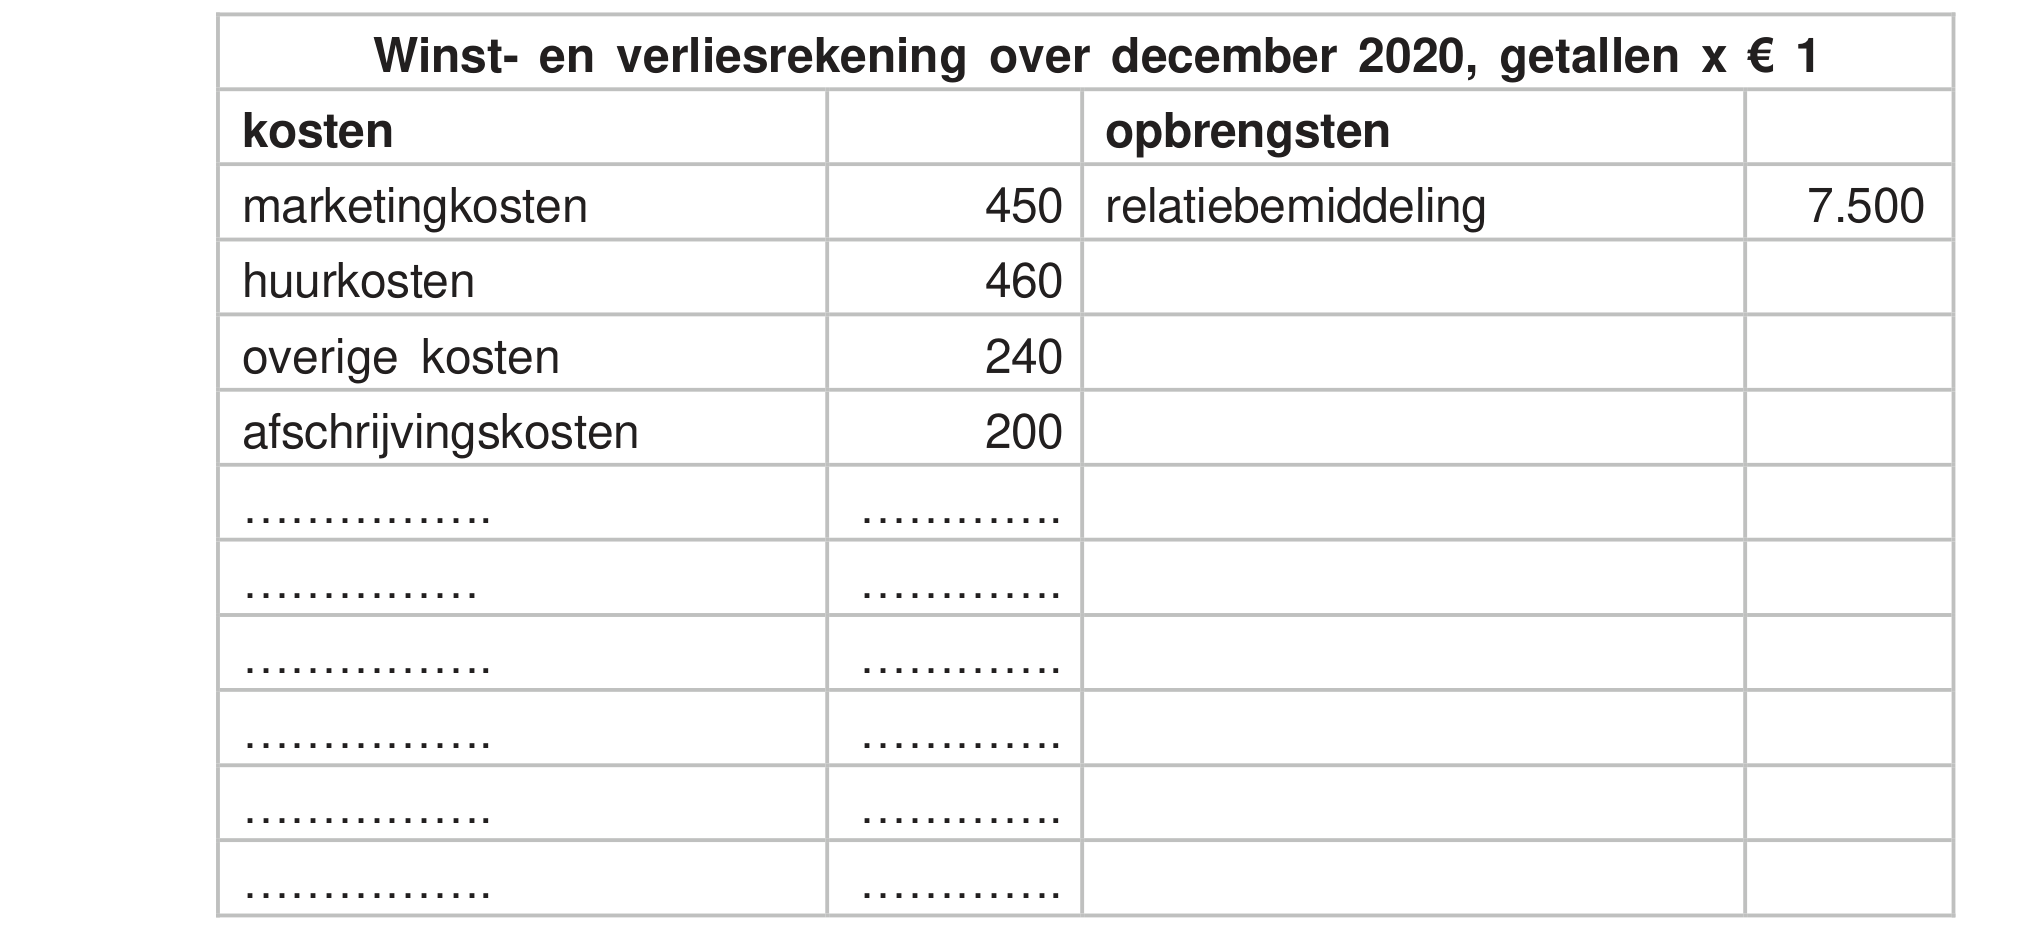 Winst- en verliesrekening over december 2020, getallen x € 1
kosten opbrengsten
marketingkosten 450 relatiebemiddeling 7.500
huurkosten 460
overige kosten 240
afschrijvingskosten 200
……………. ………….
…………… ………….
……………. ………….
……………. ………….
……………. ………….
……………. ………….